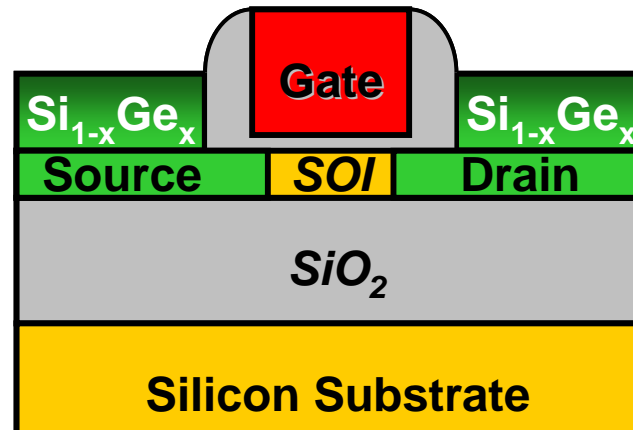 Gate
Si₁₋ₓGeₓ Si₁₋ₓGeₓ
Source SOI Drain
SiO₂
Silicon Substrate